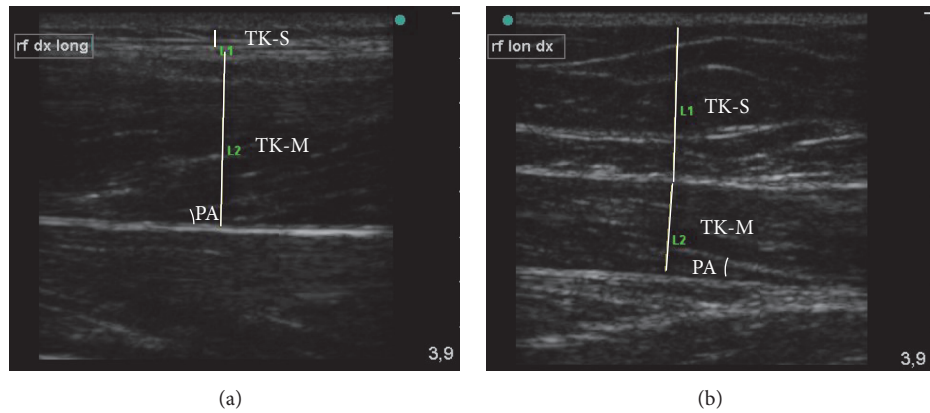 rf dx long
L1
TK-S
L2
TK-M
PA
3,9
(a)
rf lon dx
L1
TK-S
TK-M
L2
PA
3,9
(b)